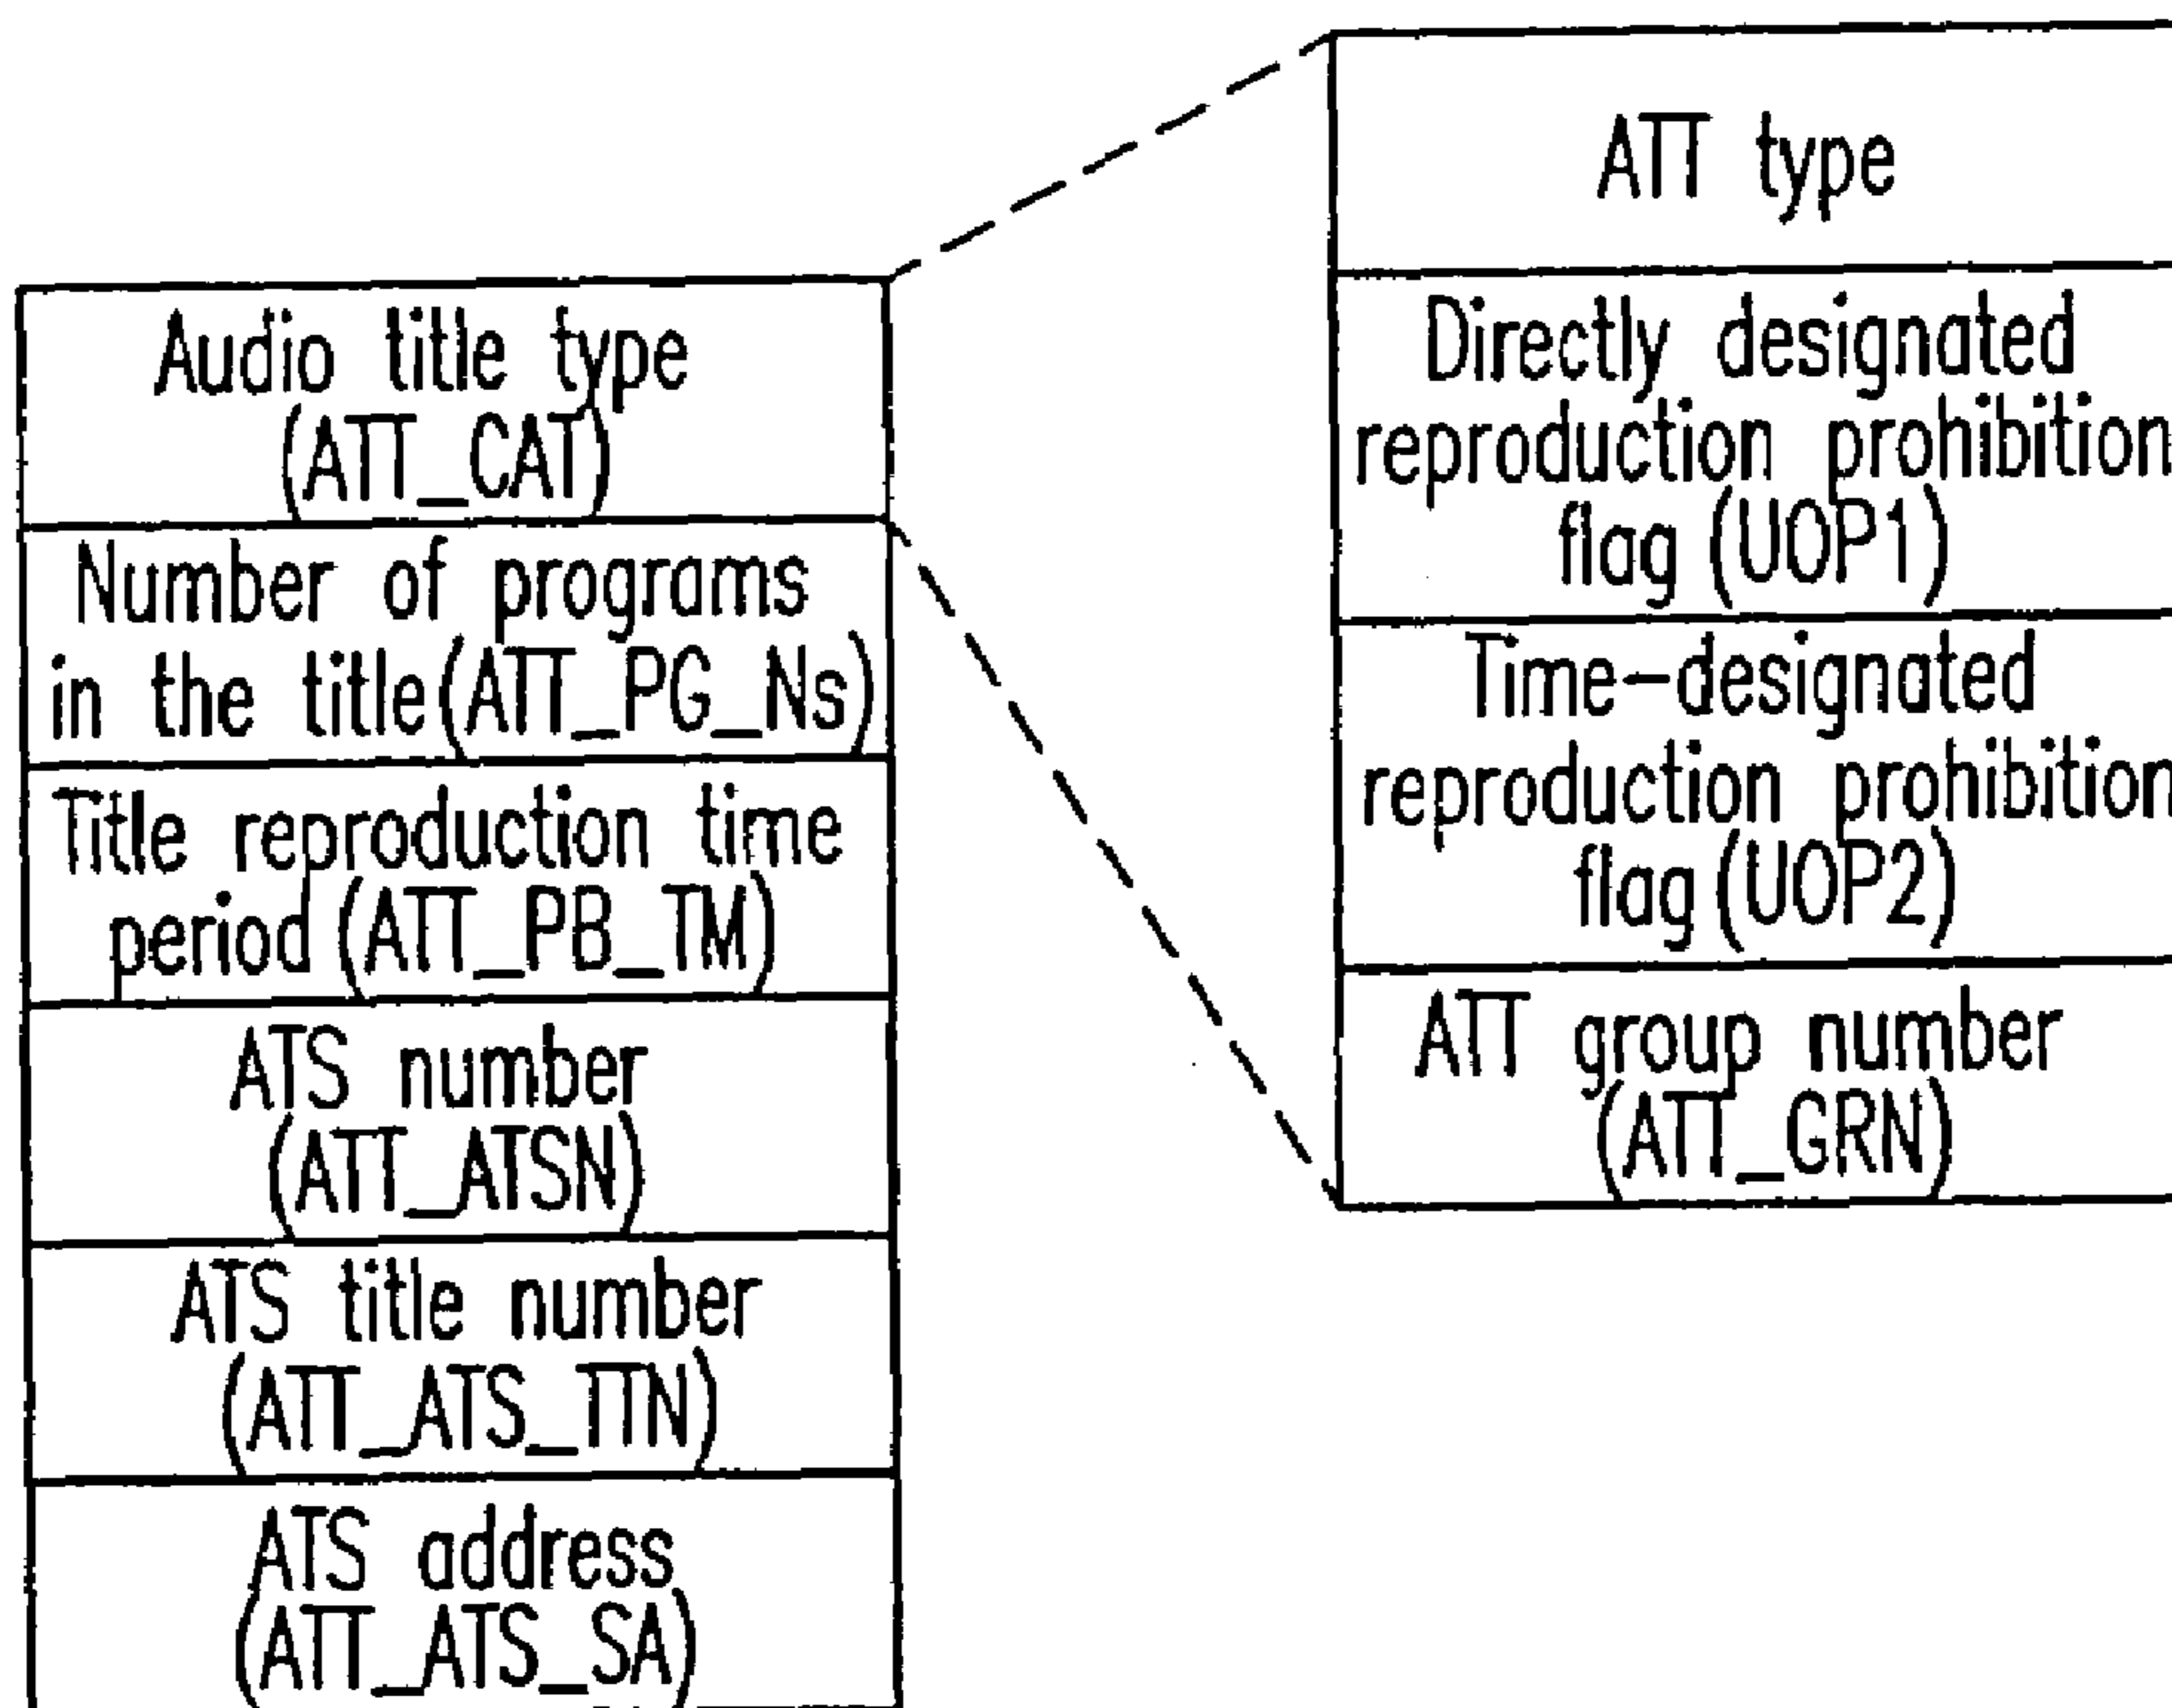 Audio title type
(ATT_CAT)
Number of programs
in the title(ATT_PG_Ns)
Title reproduction time
period(ATT_PB_TM)
ATS number
(ATT_ATSN)
ATS title number
(ATT_ATS_TTN)
ATS address
(ATT_ATS_SA)
ATT type
Directly designated
reproduction prohibition
flag (UOP1)
Time-designated
reproduction prohibition
flag (UOP2)
ATT group number
(ATT_GRN)